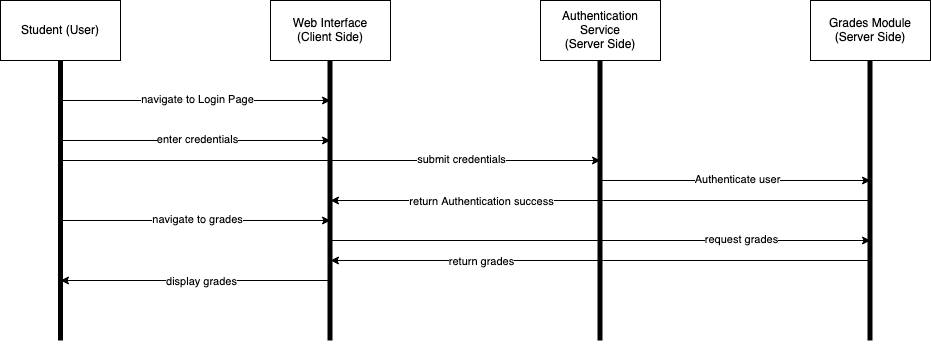 Student (User)
Web Interface
(Client Side)
Authentication
Service
(Server Side)
Grades Module
(Server Side)
navigate to Login Page
enter credentials
submit credentials
Authenticate user
return Authentication success
navigate to grades
request grades
return grades
display grades